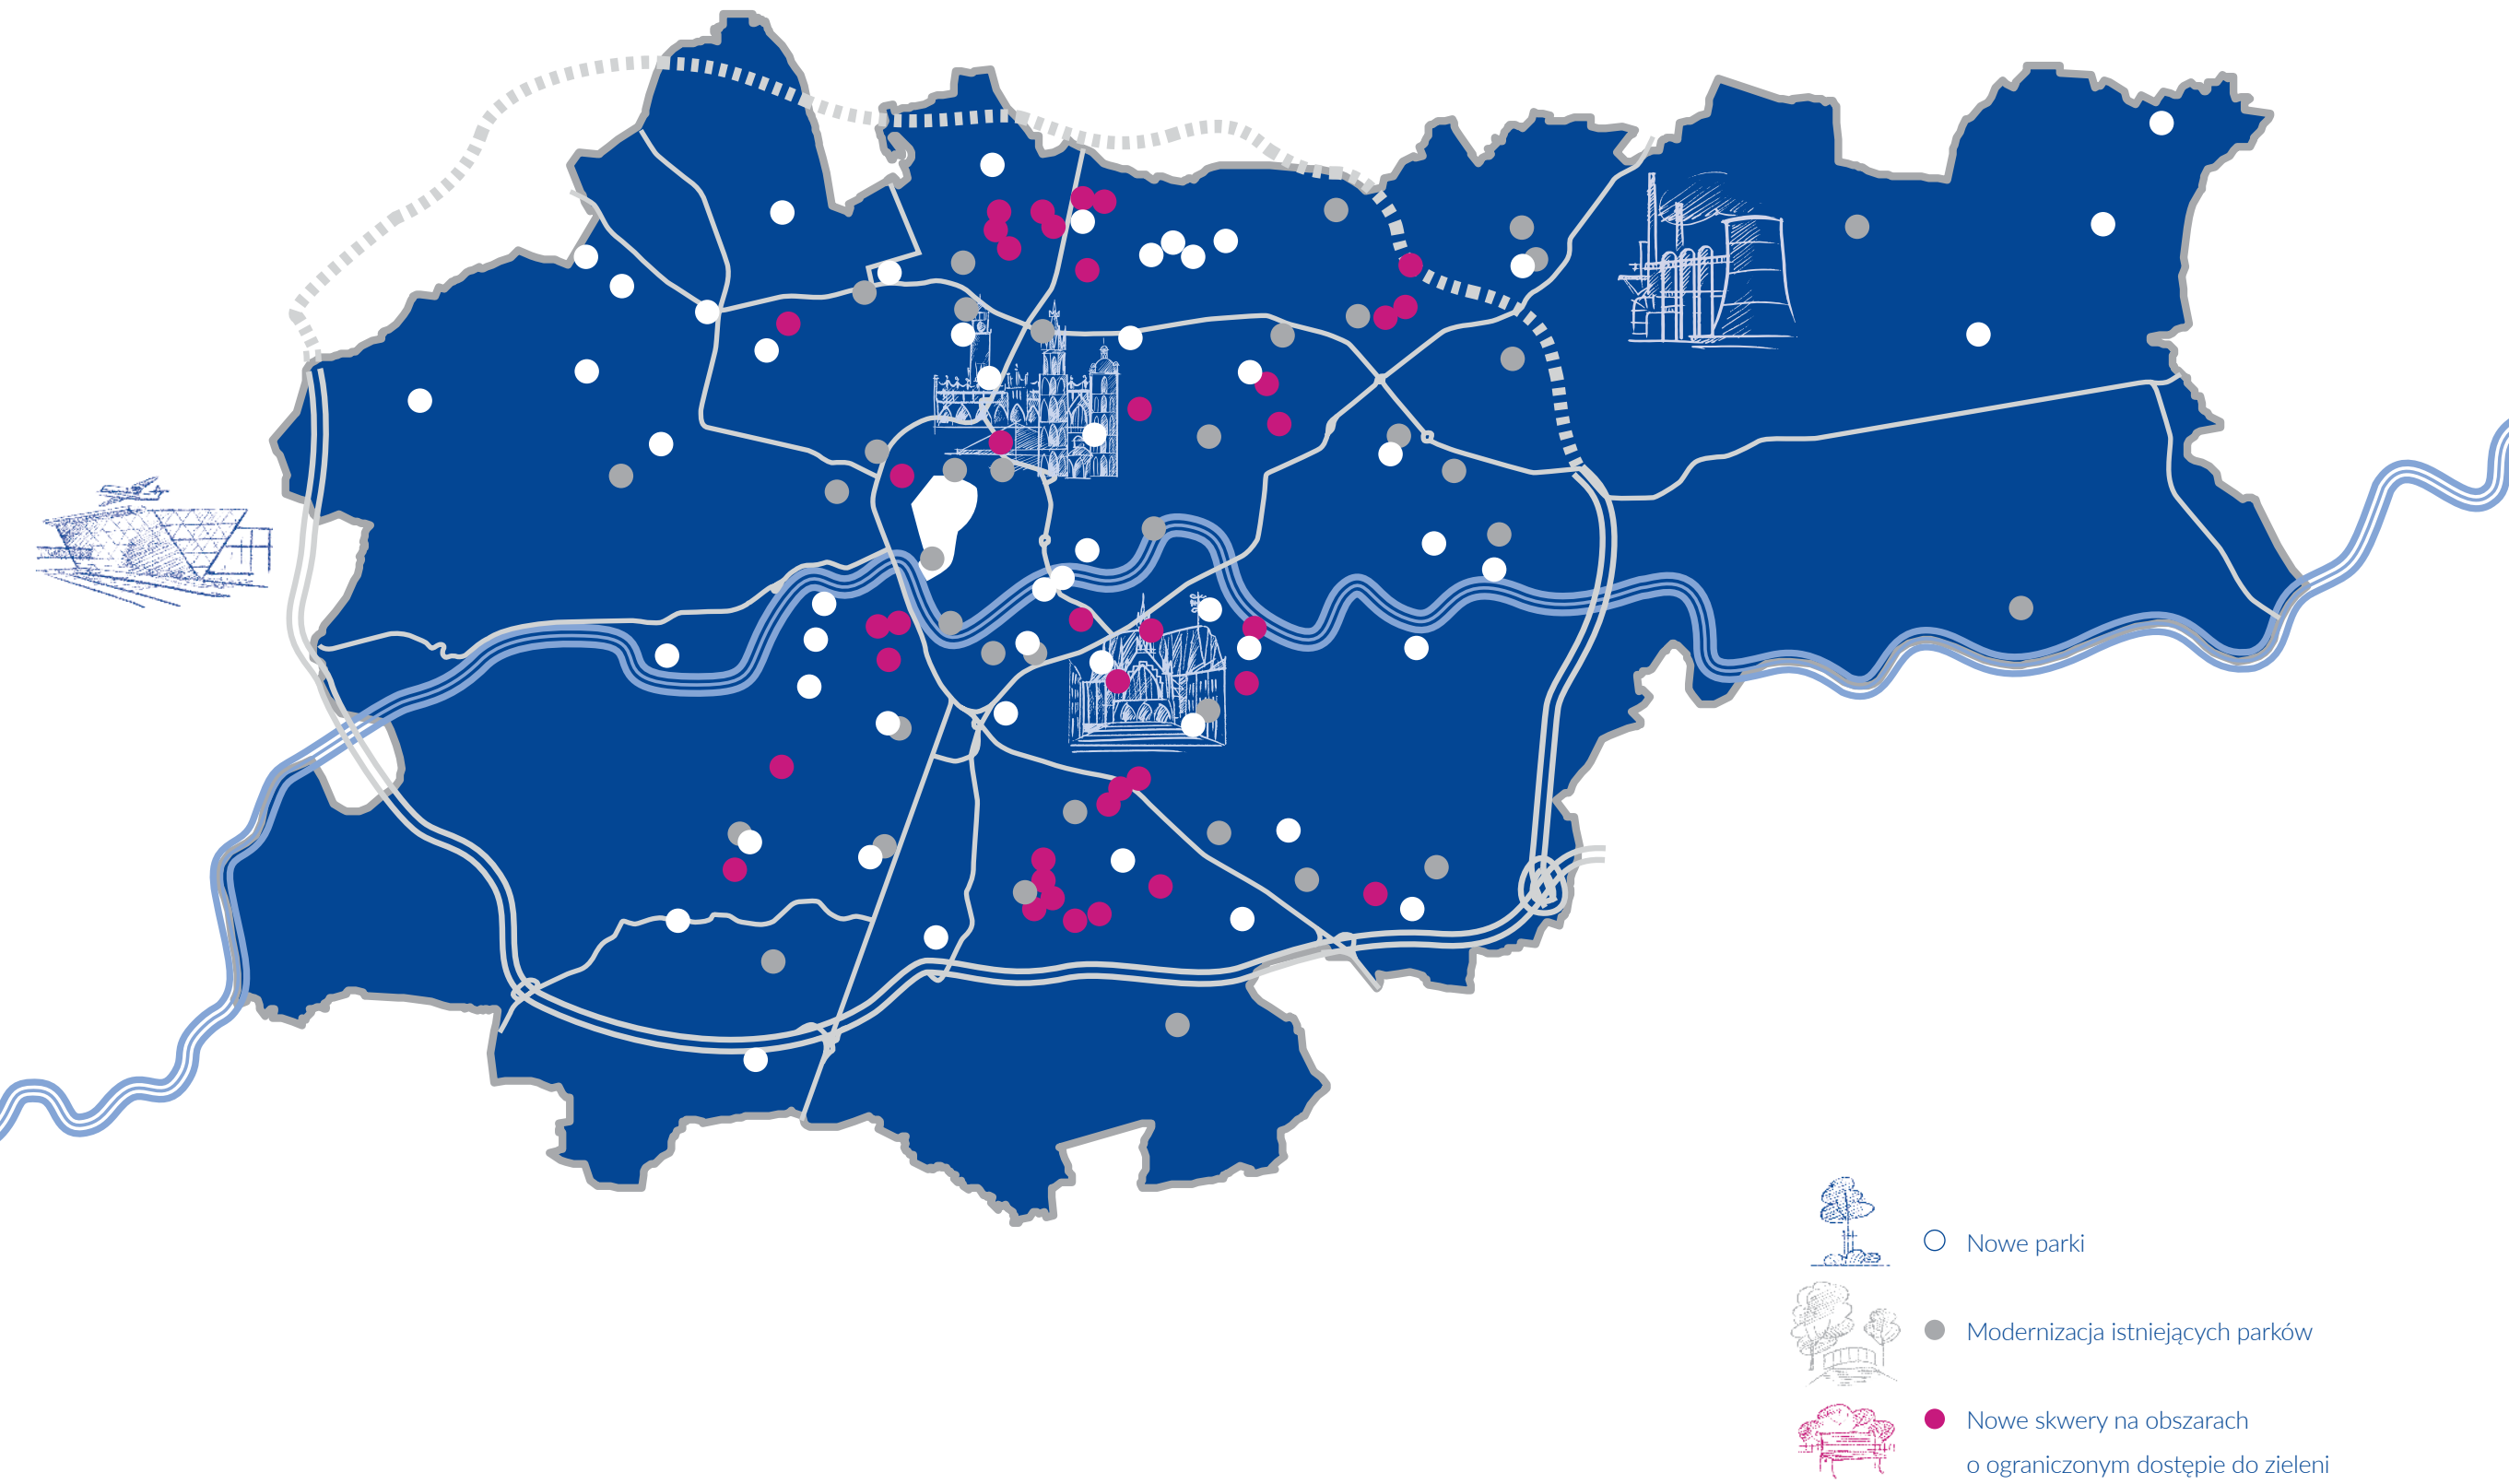 Nowe parki
Modernizacja istniejących parków
Nowe skwery na obszarach
o ograniczonym dostępie do zieleni